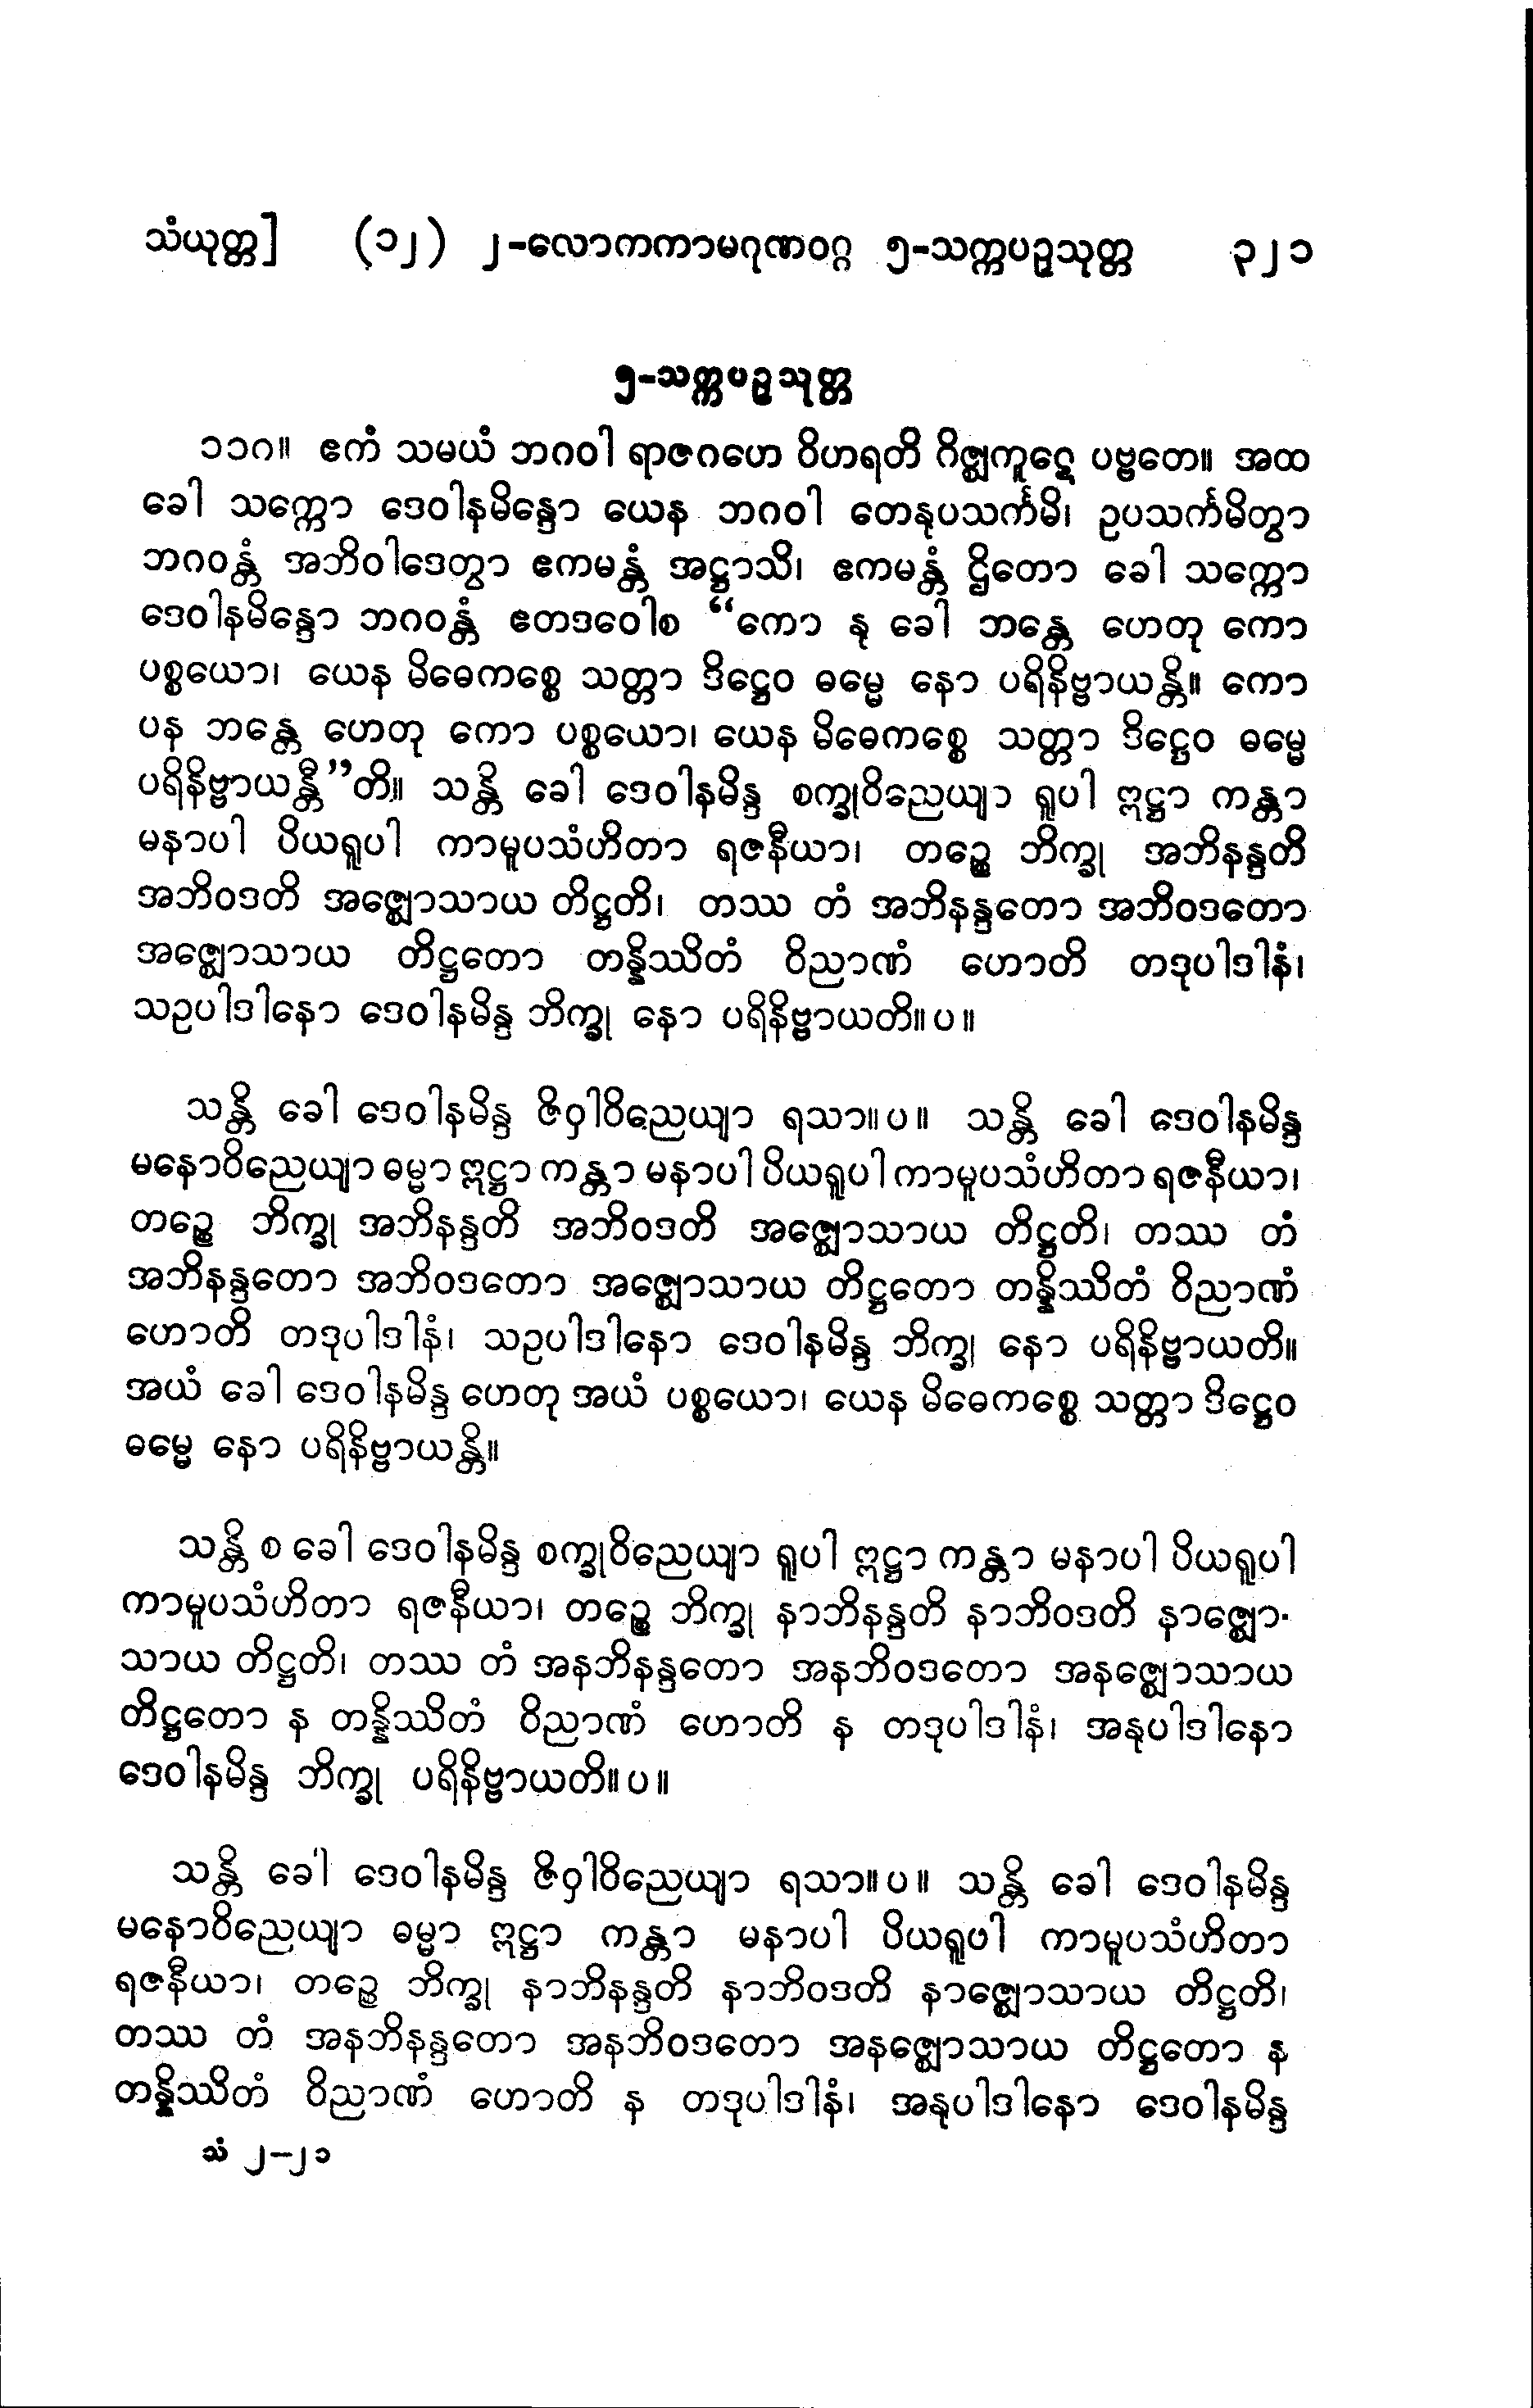 သံယုတ္တ] (၁၂) ၂-လောကကာမဂုဏဝဂ္ဂ ၅-သက္ကပဉှသုတ္တ ၃၂၁
၅-သက္ကပဉှသုတ္တ
၁၁၈။ ဧကံ သမယံ ဘဂဝါ ရာဇဂဟေ ဝိဟရတိ ဂိဇ္ဈကူဋေ ပဗ္ဗတေ။ အထ
ခေါ သက္ကော ဒေဝါနမိန္ဒော ယေန ဘဂဝါ တေနုပသင်္ကမိ၊ ဥပသင်္ကမိတွာ
ဘဂဝန္တံ အဘိဝါဒေတွာ ဧကမန္တံ အဋ္ဌာသိ၊ ဧကမန္တံ ဌိတော ခေါ သက္ကော
ဒေဝါနမိန္ဒော ဘဂဝန္တံ ဧတဒဝေါစ “ကော နု ခေါ ဘန္တေ ဟေတု ကော
ပစ္စယော၊ ယေန မိဓေကစ္စေ သတ္တာ ဒိဋ္ဌေဝ ဓမ္မေ နော ပရိနိဗ္ဗာယန္တိ။ ကော
ပန ဘန္တေ ဟေတု ကော ပစ္စယော၊ ယေန မိဓေကစ္စေ သတ္တာ ဒိဋ္ဌေဝ ဓမ္မေ
ပရိနိဗ္ဗာယန္တီ”တိ။ သန္တိ ခေါ ဒေဝါနမိန္ဒ စက္ခုဝိညေယျာ ရူပါ ဣဋ္ဌာ ကန္တာ
မနာပါ ပိယရူပါ ကာမူပသံဟိတာ ရဇနီယာ၊ တဉ္စေ ဘိက္ခု အဘိနန္ဒတိ
အဘိဝဒတိ အဇ္ဈောသာယ တိဋ္ဌတိ၊ တဿ တံ အဘိနန္ဒတော အဘိဝဒတော
အဇ္ဈောသာယ တိဋ္ဌတော တန္နိဿိတံ ဝိညာဏံ ဟောတိ တဒုပါဒါနံ၊
သဥပါဒါနော ဒေဝါနမိန္ဒ ဘိက္ခု နော ပရိနိဗ္ဗာယတိ။ပ။
သန္တိ ခေါ ဒေဝါနမိန္ဒ ဇိဝှါဝိညေယျာ ရသာ။ပ။ သန္တိ ခေါ ဒေဝါနမိန္ဒ
မနောဝိညေယျာ ဓမ္မာ ဣဋ္ဌာ ကန္တာ မနာပါ ပိယရူပါ ကာမူပသံဟိတာ ရဇနီယာ၊
တဉ္စေ ဘိက္ခု အဘိနန္ဒတိ အဘိဝဒတိ အဇ္ဈောသာယ တိဋ္ဌတိ၊ တဿ တံ
အဘိနန္ဒတော အဘိဝဒတော အဇ္ဈောသာယ တိဋ္ဌတော တန္နိဿိတံ ဝိညာဏံ
ဟောတိ တဒုပါဒါနံ၊ သဥပါဒါနော ဒေဝါနမိန္ဒ ဘိက္ခု နော ပရိနိဗ္ဗာယတိ။
အယံ ခေါ ဒေဝါနမိန္ဒ ဟေတု အယံ ပစ္စယော၊ ယေန မိဓေကစ္စေ သတ္တာ ဒိဋ္ဌေဝ
ဓမ္မေ နော ပရိနိဗ္ဗာယန္တိ။
သန္တိ စ ခေါ ဒေဝါနမိန္ဒ စက္ခုဝိညေယျာ ရူပါ ဣဋ္ဌာ ကန္တာ မနာပါ ပိယရူပါ
ကာမူပသံဟိတာ ရဇနီယာ၊ တဉ္စေ ဘိက္ခု နာဘိနန္ဒတိ နာဘိဝဒတိ နာဇ္ဈော-
သာယ တိဋ္ဌတိ၊ တဿ တံ အနဘိနန္ဒတော အနဘိဝဒတော အနဇ္ဈောသာယ
တိဋ္ဌတော န တန္နိဿိတံ ဝိညာဏံ ဟောတိ န တဒုပါဒါနံ၊ အနုပါဒါနော
ဒေဝါနမိန္ဒ ဘိက္ခု ပရိနိဗ္ဗာယတိ။ပ။
သန္တိ ခေါ ဒေဝါနမိန္ဒ ဇိဝှါဝိညေယျာ ရသာ။ပ။ သန္တိ ခေါ ဒေဝါနမိန္ဒ
မနောဝိညေယျာ ဓမ္မာ ဣဋ္ဌာ ကန္တာ မနာပါ ပိယရူပါ ကာမူပသံဟိတာ
ရဇနီယာ၊ တဉ္စေ ဘိက္ခု နာဘိနန္ဒတိ နာဘိဝဒတိ နာဇ္ဈောသာယ တိဋ္ဌတိ၊
တဿ တံ အနဘိနန္ဒတော အနဘိဝဒတော အနဇ္ဈောသာယ တိဋ္ဌတော န
တန္နိဿိတံ ဝိညာဏံ ဟောတိ န တဒုပါဒါနံ၊ အနုပါဒါနော ဒေဝါနမိန္ဒ
သံ ၂-၂၁